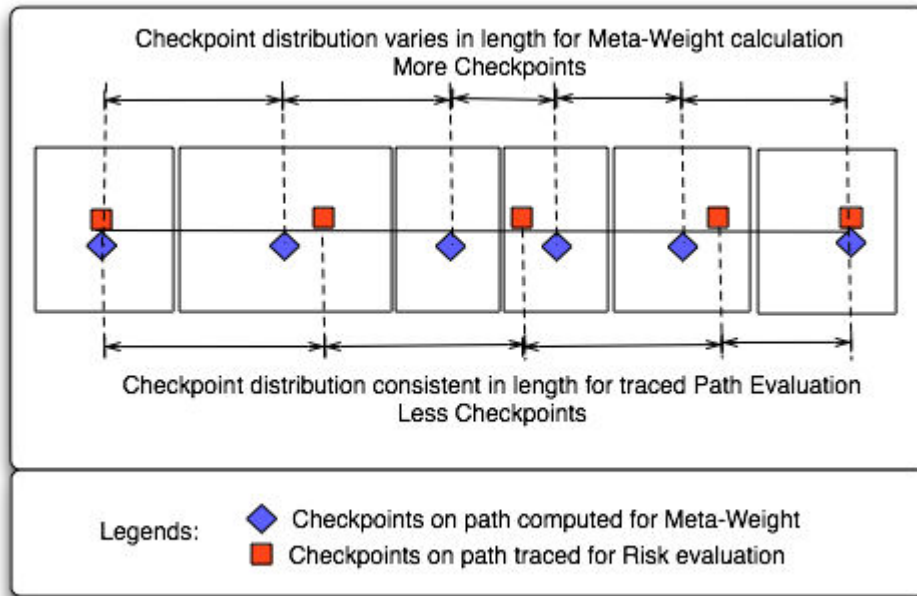 Checkpoint distribution varies in length for Meta-Weight calculation
More Checkpoints
Checkpoint distribution consistent in length for traced Path Evaluation
Less Checkpoints
Legends:
Checkpoints on path computed for Meta-Weight
Checkpoints on path traced for Risk evaluation